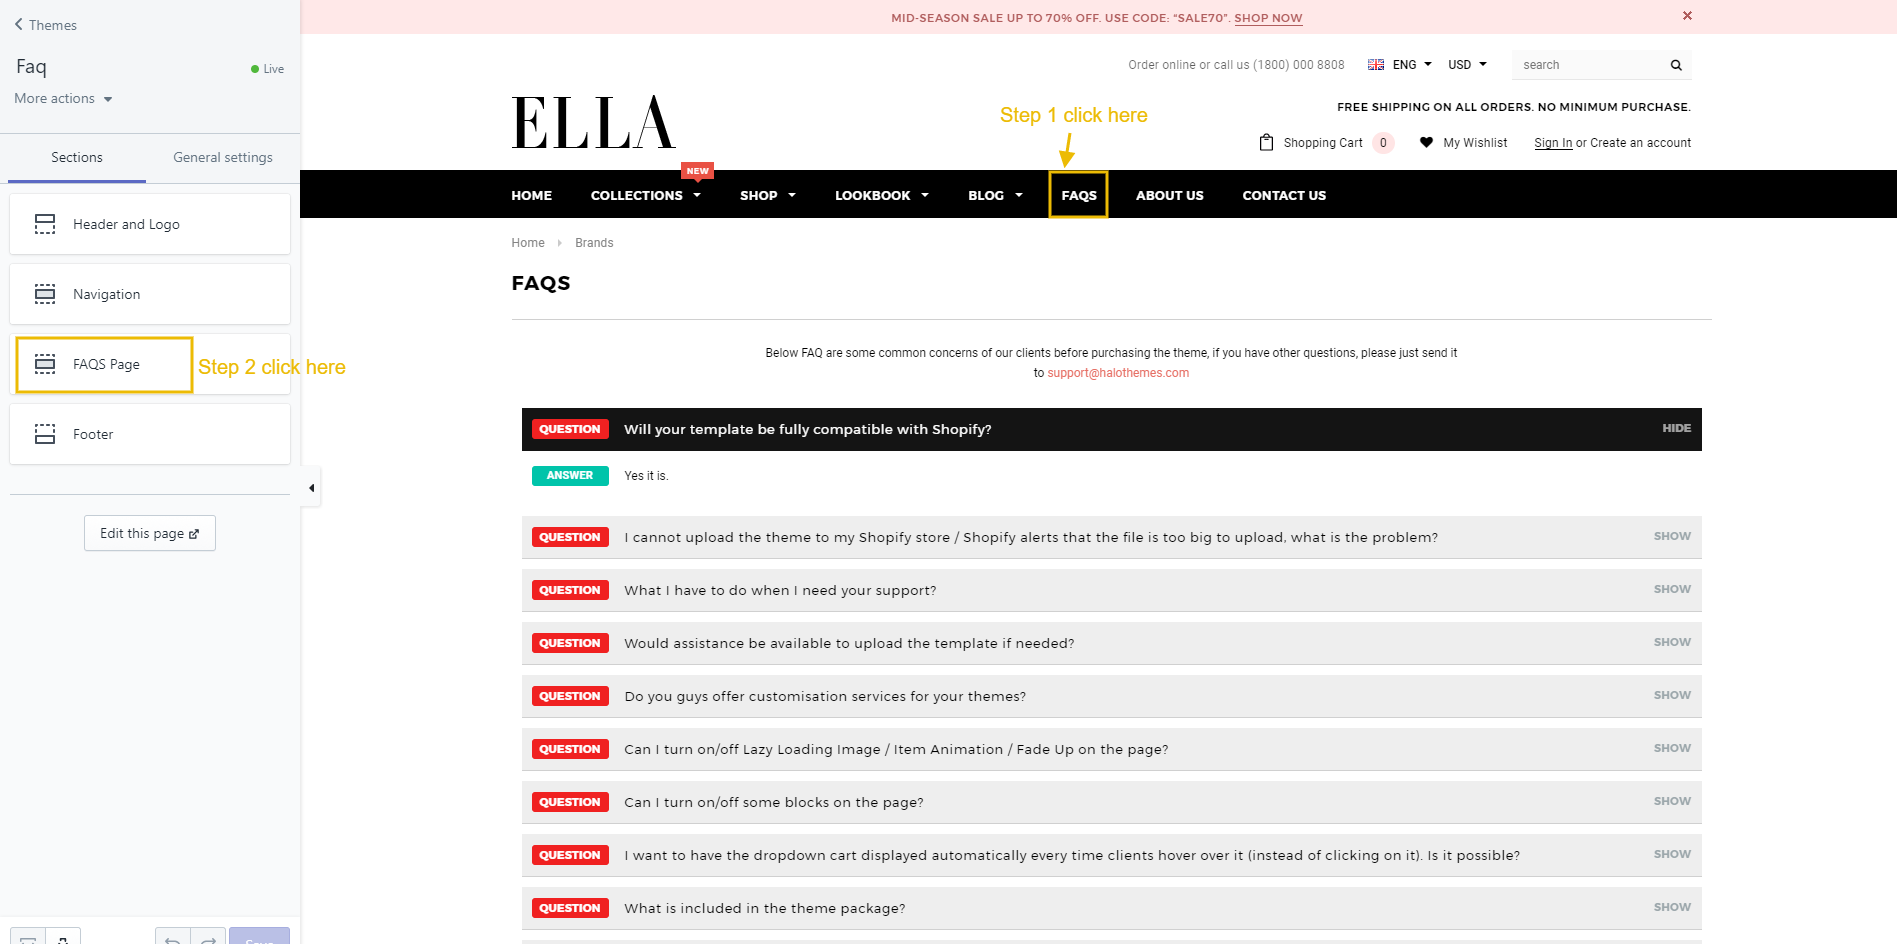 Themes
Faq
Live
More actions
Sections
General settings
Header and Logo
Navigation
FAQS Page
Step 2 click here
Footer
Edit this page
Save
MID-SEASON SALE UP TO 70% OFF. USE CODE: “SALE70”. SHOP NOW
Order online or call us (1800) 000 8808
ENG
USD
search
ELLA
Step 1 click here
FREE SHIPPING ON ALL ORDERS. NO MINIMUM PURCHASE.
Shopping Cart 0
My Wishlist
Sign In or Create an account
NEW
HOME COLLECTIONS SHOP LOOKBOOK BLOG FAQS ABOUT US CONTACT US
Home Brands
FAQS
Below FAQ are some common concerns of our clients before purchasing the theme, if you have other questions, please just send it
to support@halothemes.com
QUESTION Will your template be fully compatible with Shopify? HIDE
ANSWER Yes it is.
QUESTION I cannot upload the theme to my Shopify store / Shopify alerts that the file is too big to upload, what is the problem? SHOW
QUESTION What I have to do when I need your support? SHOW
QUESTION Would assistance be available to upload the template if needed? SHOW
QUESTION Do you guys offer customisation services for your themes? SHOW
QUESTION Can I turn on/off Lazy Loading Image / Item Animation / Fade Up on the page? SHOW
QUESTION Can I turn on/off some blocks on the page? SHOW
QUESTION I want to have the dropdown cart displayed automatically every time clients hover over it (instead of clicking on it). Is it possible? SHOW
QUESTION What is included in the theme package? SHOW